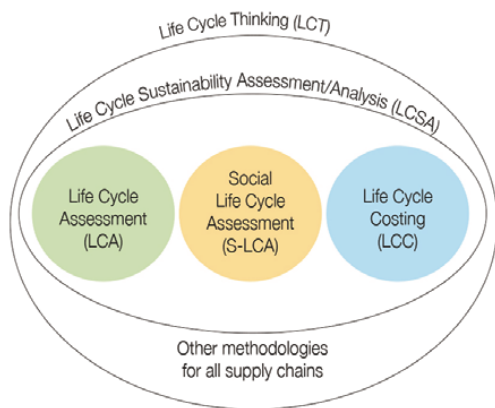 Life Cycle Thinking (LCT)
Life Cycle Sustainability Assessment/Analysis (LCSA)
Life Cycle
Assessment
(LCA)
Social
Life Cycle
Assessment
(S-LCA)
Life Cycle
Costing
(LCC)
Other methodologies
for all supply chains